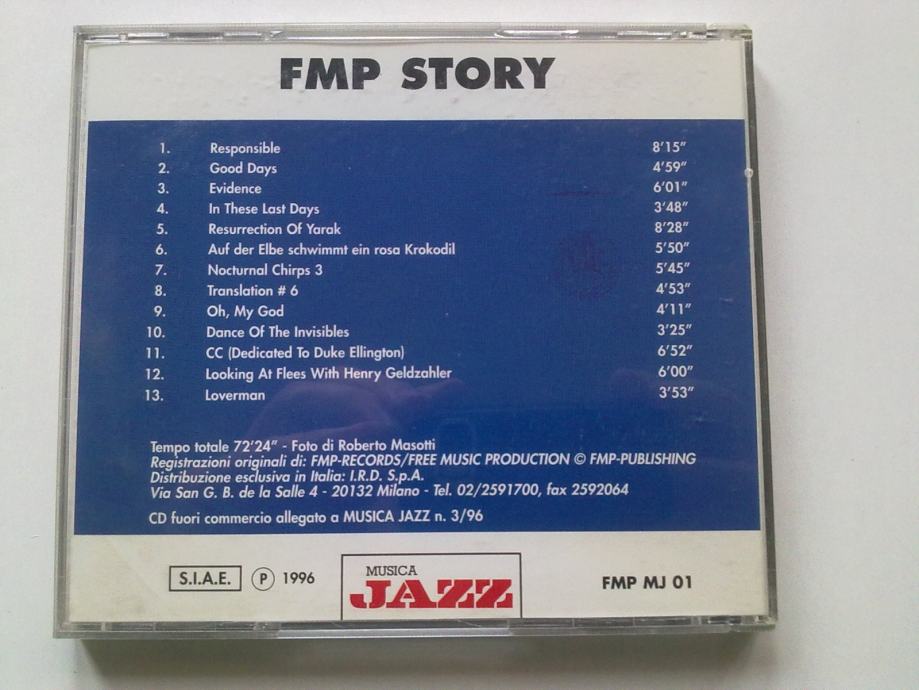 FMP STORY
1. Responsible 8'15"
2. Good Days 4'59"
3. Evidence 6'01"
4. In These Last Days 3'48"
5. Resurrection Of Yarak 8'28"
6. Auf der Elbe schwimmt ein rosa Krokodil 5'50"
7. Nocturnal Chirps 3 5'45"
8. Translation # 6 4'53"
9. Oh, My God 4'11"
10. Dance Of The Invisibles 3'25"
11. CC (Dedicated To Duke Ellington) 6'52"
12. Looking At Flees With Henry Geldzahler 6'00"
13. Loverman 3'53"
Tempo totale 72'24" - Foto di Roberto Masotti
Registrazioni originali di: FMP-RECORDS/FREE MUSIC PRODUCTION © FMP-PUBLISHING
Distribuzione esclusiva in Italia: I.R.D. S.p.A.
Via San G. B. de la Salle 4 - 20132 Milano - Tel. 02/2591700, fax 2592064
CD fuori commercio allegato a MUSICA JAZZ n. 3/96
S.I.A.E. Ⓟ 1996
MUSICA
JAZZ
FMP MJ 01